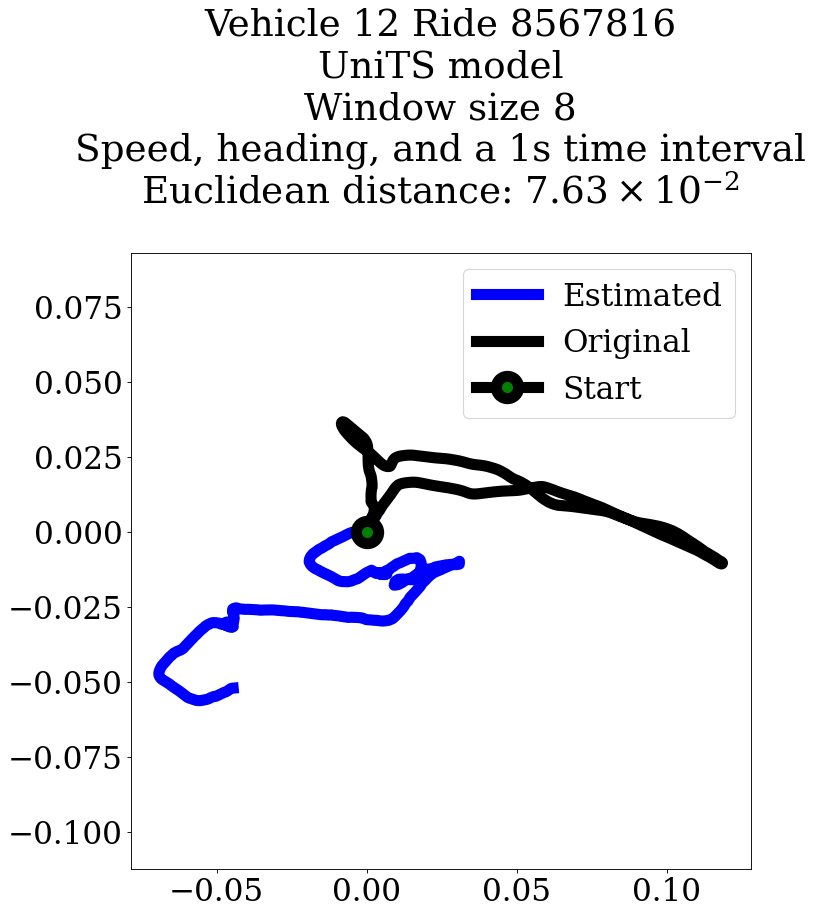 Vehicle 12 Ride 8567816
UniTS model
Window size 8
Speed, heading, and a 1s time interval
Euclidean distance: 7.63 × 10⁻²
Estimated
Original
Start
0.075
0.050
0.025
0.000
−0.025
−0.050
−0.075
−0.100
−0.05 0.00 0.05 0.10